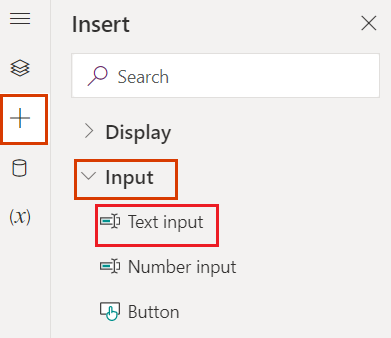 Insert
Search
Display
Input
Text input
(x)
Number input
Button